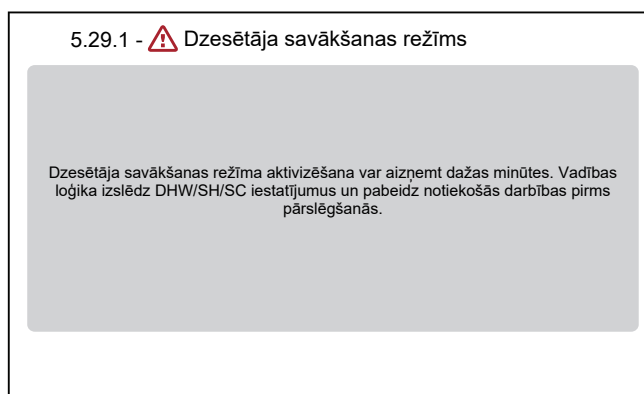 5.29.1 - Dzesētāja savākšanas režīms
Dzesētāja savākšanas režīma aktivizēšana var aizņemt dažas minūtes. Vadības
loģika izslēdz DHW/SH/SC iestatījumus un pabeidz notiekošās darbības pirms
pārslēgšanās.